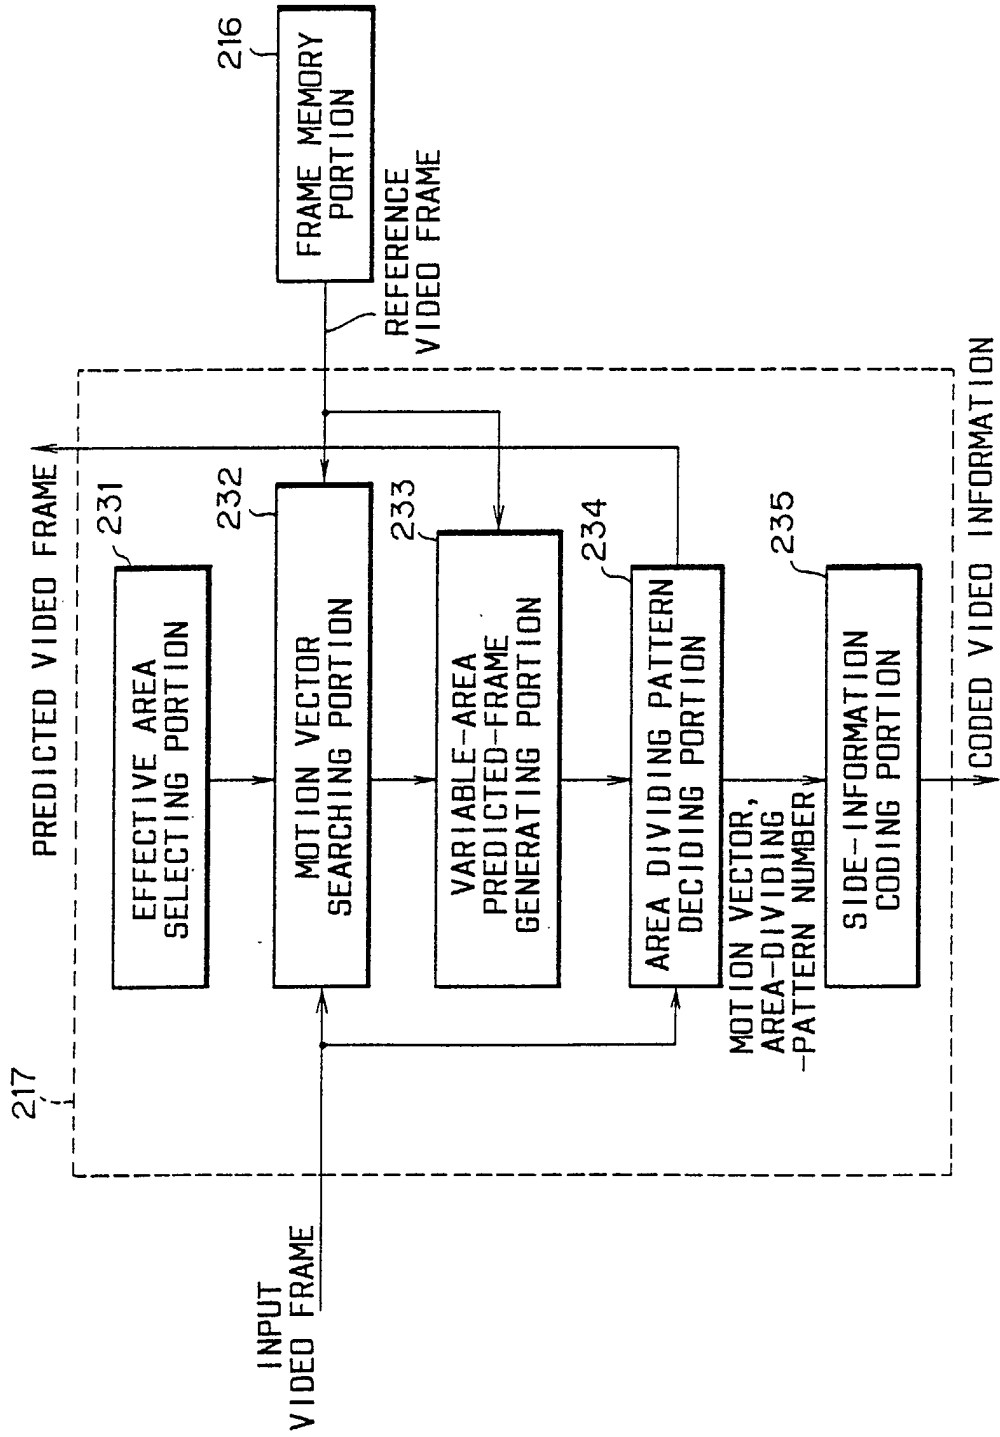 217
INPUT
VIDEO FRAME
PREDICTED VIDEO FRAME
231
EFFECTIVE AREA
SELECTING PORTION
232
MOTION VECTOR
SEARCHING PORTION
233
VARIABLE-AREA
PREDICTED-FRAME
GENERATING PORTION
234
AREA DIVIDING PATTERN
DECIDING PORTION
MOTION VECTOR,
AREA-DIVIDING
-PATTERN NUMBER
235
SIDE-INFORMATION
CODING PORTION
CODED VIDEO INFORMATION
216
FRAME MEMORY
PORTION
REFERENCE
VIDEO FRAME